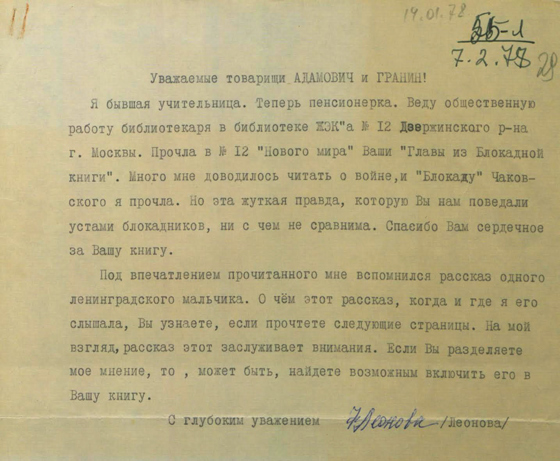 11
19.01.78
ББ-л
7.2.78
28
Уважаемые товарищи АДАМОВИЧ и ГРАНИН!
Я бывшая учительница. Теперь пенсионерка. Веду общественную
работу библиотекаря в библиотеке ЖЭК"а № 12 Дзержинского р-на
г. Москвы. Прочла в № 12 "Нового мира" Ваши "Главы из Блокадной
книги". Много мне доводилось читать о войне,и "Блокаду" Чаков-
ского я прочла. Но эта жуткая правда, которую Вы нам поведали
устами блокадников, ни с чем не сравнима. Спасибо Вам сердечное
за Вашу книгу.
Под впечатлением прочитанного мне вспомнился рассказ одного
ленинградского мальчика. О чём этот рассказ, когда и где я его
слышала, Вы узнаете, если прочтете следующие страницы. На мой
взгляд,рассказ этот заслуживает внимания. Если Вы разделяете
мое мнение, то , может быть, найдете возможным включить его в
Вашу книгу.
С глубоким уважением Леонова /Леонова/